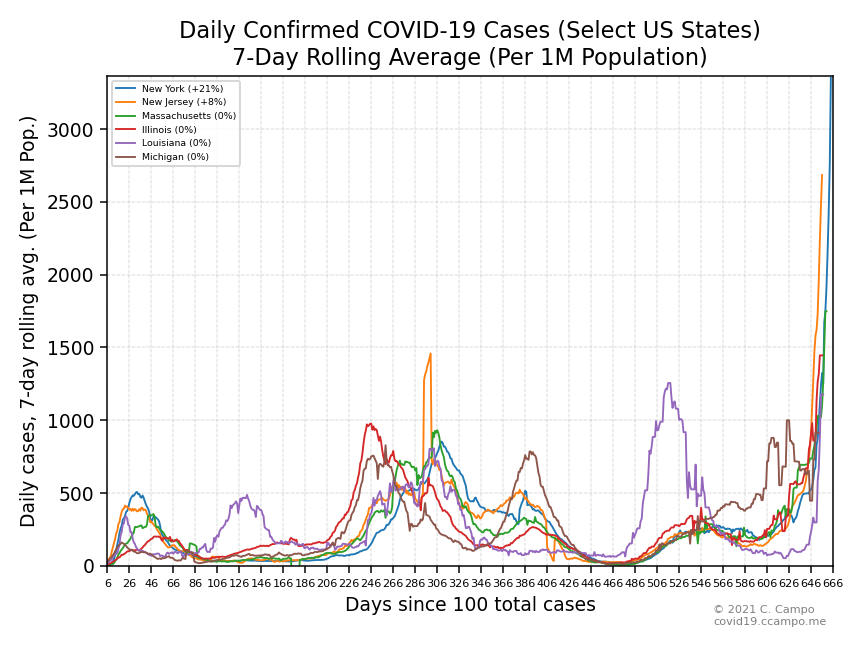 Daily Confirmed COVID-19 Cases (Select US States)
7-Day Rolling Average (Per 1M Population)
New York (+21%)
New Jersey (+8%)
Massachusetts (0%)
Illinois (0%)
Louisiana (0%)
Michigan (0%)
Daily cases, 7-day rolling avg. (Per 1M Pop.)
3000
2500
2000
1500
1000
500
0
6 26 46 66 86 106 126 146 166 186 206 226 246 266 286 306 326 346 366 386 406 426 446 466 486 506 526 546 566 586 606 626 646 666
Days since 100 total cases
© 2021 C. Campo
covid19.ccampo.me